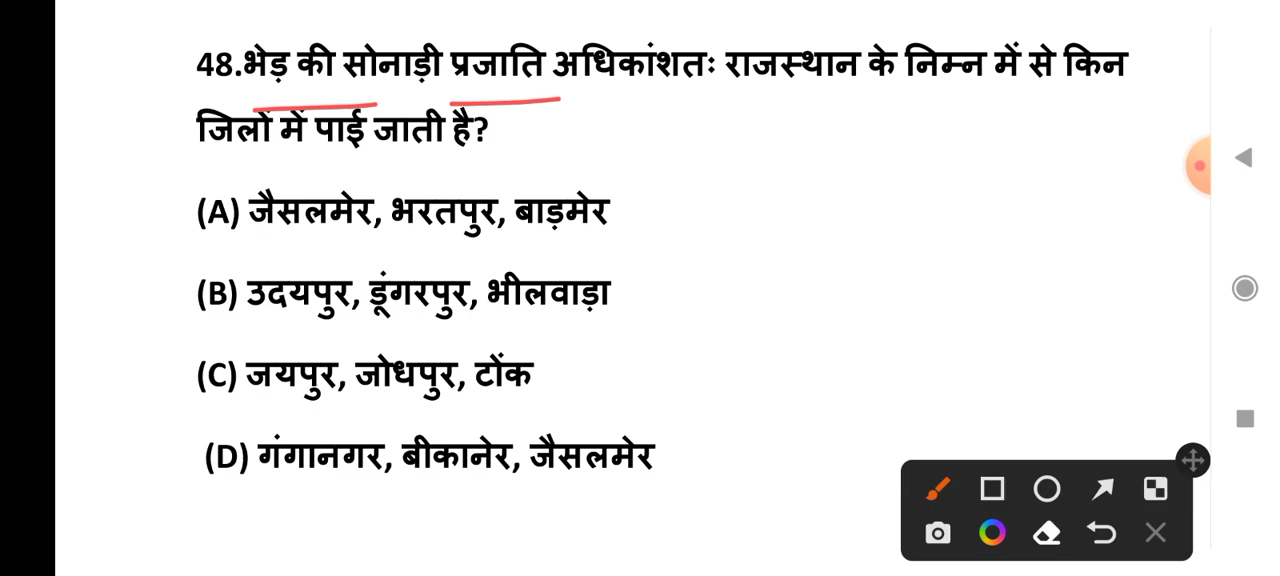 48.भेड़ की सोनाड़ी प्रजाति अधिकांशतः राजस्थान के निम्न में से किन
जिलों में पाई जाती है?
(A) जैसलमेर, भरतपुर, बाड़मेर
(B) उदयपुर, डूंगरपुर, भीलवाड़ा
(C) जयपुर, जोधपुर, टोंक
(D) गंगानगर, बीकानेर, जैसलमेर